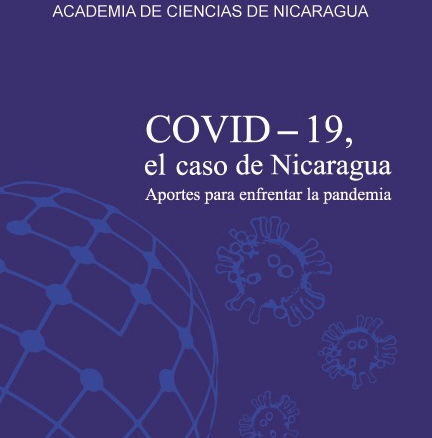 ACADEMIA DE CIENCIAS DE NICARAGUA
COVID – 19,
el caso de Nicaragua
Aportes para enfrentar la pandemia